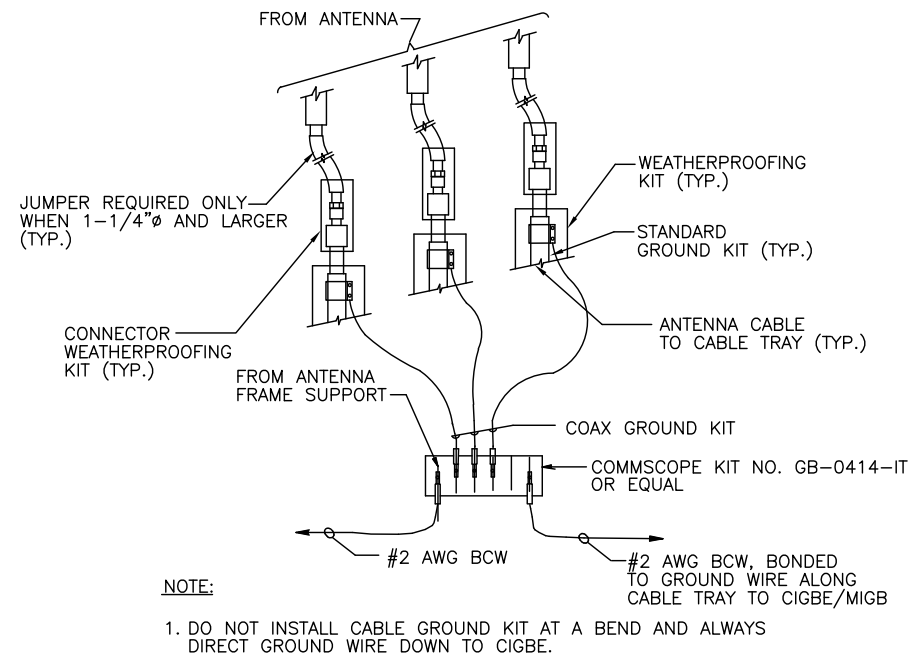 FROM ANTENNA
WEATHERPROOFING
KIT (TYP.)
JUMPER REQUIRED ONLY
WHEN 1-1/4"ø AND LARGER
(TYP.)
STANDARD
GROUND KIT (TYP.)
CONNECTOR
WEATHERPROOFING
KIT (TYP.)
ANTENNA CABLE
TO CABLE TRAY (TYP.)
FROM ANTENNA
FRAME SUPPORT
COAX GROUND KIT
COMMSCOPE KIT NO. GB-0414-IT
OR EQUAL
#2 AWG BCW
#2 AWG BCW, BONDED
TO GROUND WIRE ALONG
CABLE TRAY TO CIGBE/MIGB
NOTE:
1. DO NOT INSTALL CABLE GROUND KIT AT A BEND AND ALWAYS
DIRECT GROUND WIRE DOWN TO CIGBE.